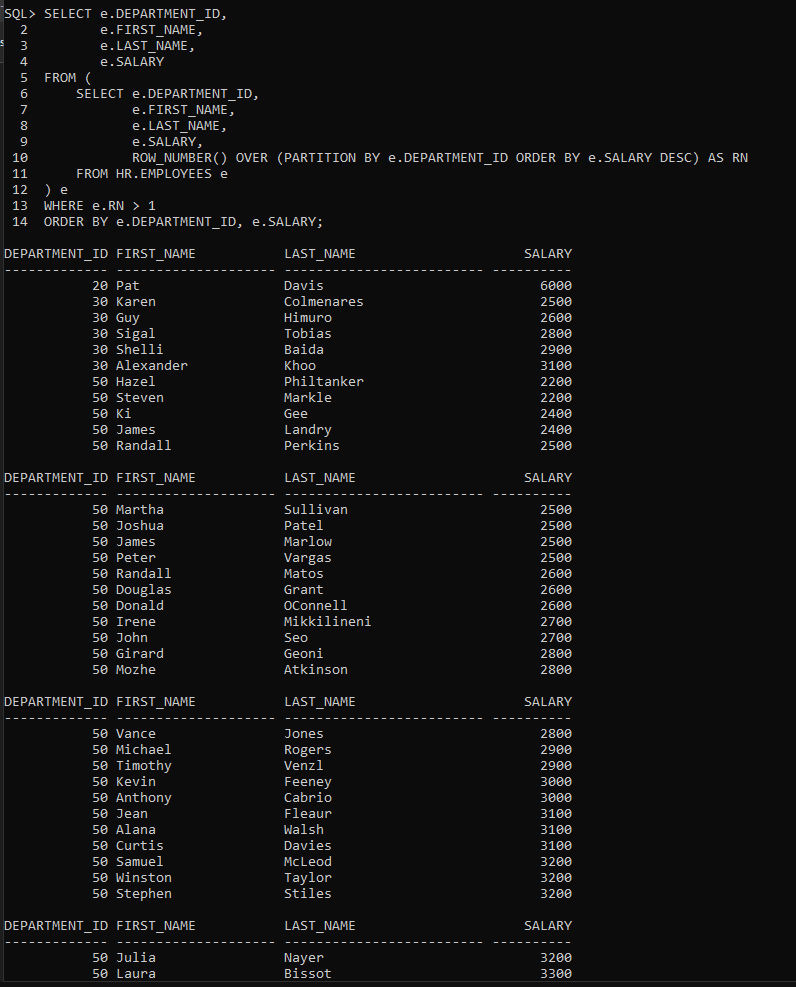 SQL> SELECT e.DEPARTMENT_ID,
  2         e.FIRST_NAME,
  3         e.LAST_NAME,
  4         e.SALARY
  5  FROM (
  6      SELECT e.DEPARTMENT_ID,
  7             e.FIRST_NAME,
  8             e.LAST_NAME,
  9             e.SALARY,
 10             ROW_NUMBER() OVER (PARTITION BY e.DEPARTMENT_ID ORDER BY e.SALARY DESC) AS RN
 11      FROM HR.EMPLOYEES e
 12  ) e
 13  WHERE e.RN > 1
 14  ORDER BY e.DEPARTMENT_ID, e.SALARY;

DEPARTMENT_ID FIRST_NAME           LAST_NAME                     SALARY
------------- -------------------- ------------------------- ----------
           20 Pat                  Davis                           6000
           30 Karen                Colmenares                      2500
           30 Guy                  Himuro                          2600
           30 Sigal                Tobias                          2800
           30 Shelli               Baida                           2900
           30 Alexander            Khoo                            3100
           50 Hazel                Philtanker                      2200
           50 Steven               Markle                          2200
           50 Ki                   Gee                             2400
           50 James                Landry                          2400
           50 Randall              Perkins                         2500

DEPARTMENT_ID FIRST_NAME           LAST_NAME                     SALARY
------------- -------------------- ------------------------- ----------
           50 Martha               Sullivan                        2500
           50 Joshua               Patel                           2500
           50 James                Marlow                          2500
           50 Peter                Vargas                          2500
           50 Randall              Matos                           2600
           50 Douglas              Grant                           2600
           50 Donald               OConnell                        2600
           50 Irene                Mikkilineni                     2700
           50 John                 Seo                             2700
           50 Girard               Geoni                           2800
           50 Mozhe                Atkinson                        2800

DEPARTMENT_ID FIRST_NAME           LAST_NAME                     SALARY
------------- -------------------- ------------------------- ----------
           50 Vance                Jones                           2800
           50 Michael              Rogers                          2900
           50 Timothy              Venzl                           2900
           50 Kevin                Feeney                          3000
           50 Anthony              Cabrio                          3000
           50 Jean                 Fleaur                          3100
           50 Alana                Walsh                           3100
           50 Curtis               Davies                          3100
           50 Samuel               McLeod                          3200
           50 Winston              Taylor                          3200
           50 Stephen              Stiles                          3200

DEPARTMENT_ID FIRST_NAME           LAST_NAME                     SALARY
------------- -------------------- ------------------------- ----------
           50 Julia                Nayer                           3200
           50 Laura                Bissot                          3300